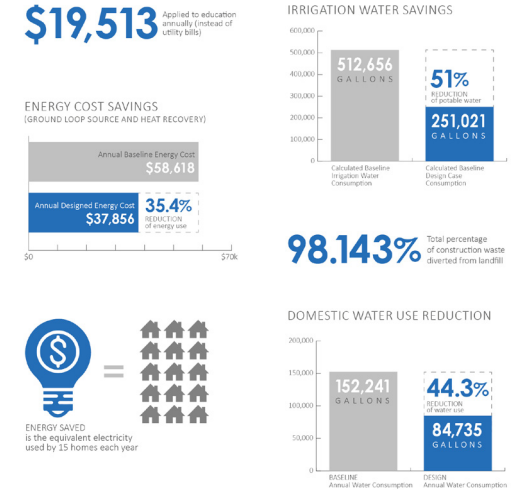 $19,513
Applied to education
annually (instead of
utility bills)
ENERGY COST SAVINGS
(GROUND LOOP SOURCE AND HEAT RECOVERY)
Annual Baseline Energy Cost
$58,618
Annual Designed Energy Cost
$37,856
35.4%
REDUCTION
of energy use
$0
$70k
$
=
ENERGY SAVED
is the equivalent electricity
used by 15 homes each year
IRRIGATION WATER SAVINGS
600,000
500,000
400,000
300,000
200,000
100,000
0
512,656
GALLONS
51%
REDUCTION
of potable water
251,021
GALLONS
Calculated Baseline
Irrigation Water
Consumption
Calculated Baseline
Design Case
Consumption
98.143%
Total percentage
of construction waste
diverted from landfill
DOMESTIC WATER USE REDUCTION
200,000
150,000
100,000
50,000
0
152,241
GALLONS
44.3%
REDUCTION
of water use
84,735
GALLONS
BASELINE
Annual Water Consumption
DESIGN
Annual Water Consumption